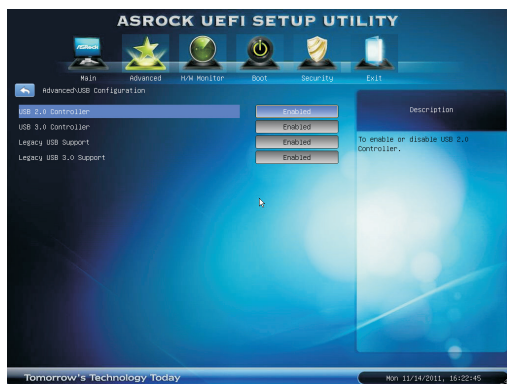 ASROCK UEFI SETUP UTILITY
ASRock
Main Advanced H/W Monitor Boot Security Exit
Advanced\USB Configuration
USB 2.0 Controller Enabled
USB 3.0 Controller Enabled
Legacy USB Support Enabled
Legacy USB 3.0 Support Enabled
Description
To enable or disable USB 2.0
Controller.
Tomorrow's Technology Today
Mon 11/14/2011, 16:22:45